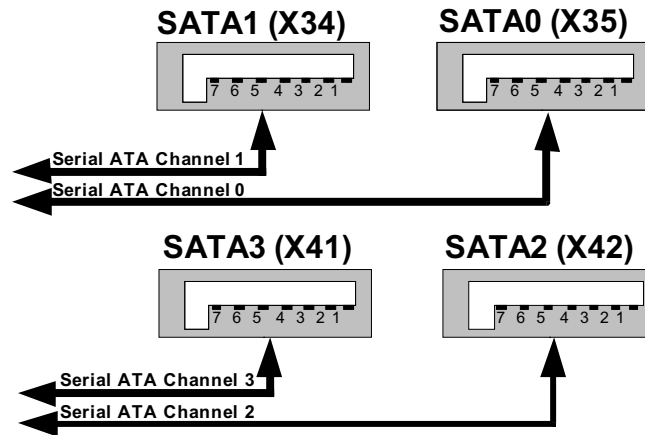 SATA1 (X34) SATA0 (X35)
7 6 5 4 3 2 1 7 6 5 4 3 2 1
Serial ATA Channel 1
Serial ATA Channel 0
SATA3 (X41) SATA2 (X42)
7 6 5 4 3 2 1 7 6 5 4 3 2 1
Serial ATA Channel 3
Serial ATA Channel 2